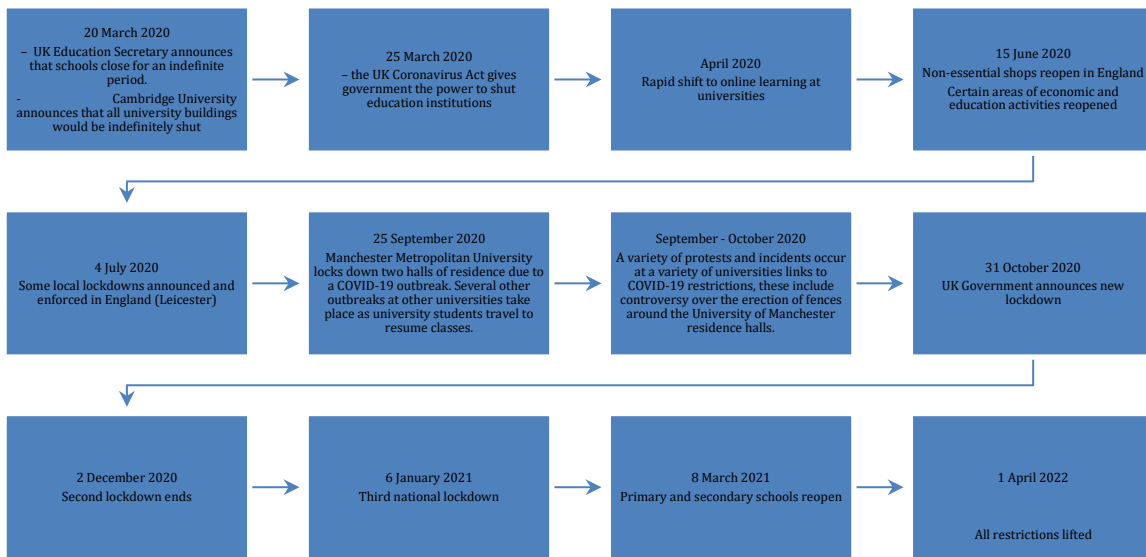 20 March 2020
– UK Education Secretary announces
that schools close for an indefinite
period.
- Cambridge University
announces that all university buildings
would be indefinitely shut
25 March 2020
– the UK Coronavirus Act gives
government the power to shut
education institutions
April 2020
Rapid shift to online learning at
universities
15 June 2020
Non-essential shops reopen in England
Certain areas of economic and
education activities reopened
4 July 2020
Some local lockdowns announced and
enforced in England (Leicester)
25 September 2020
Manchester Metropolitan University
locks down two halls of residence due to
a COVID-19 outbreak. Several other
outbreaks at other universities take
place as university students travel to
resume classes.
September - October 2020
A variety of protests and incidents occur
at a variety of universities links to
COVID-19 restrictions, these include
controversy over the erection of fences
around the University of Manchester
residence halls.
31 October 2020
UK Government announces new
lockdown
2 December 2020
Second lockdown ends
6 January 2021
Third national lockdown
8 March 2021
Primary and secondary schools reopen
1 April 2022
All restrictions lifted